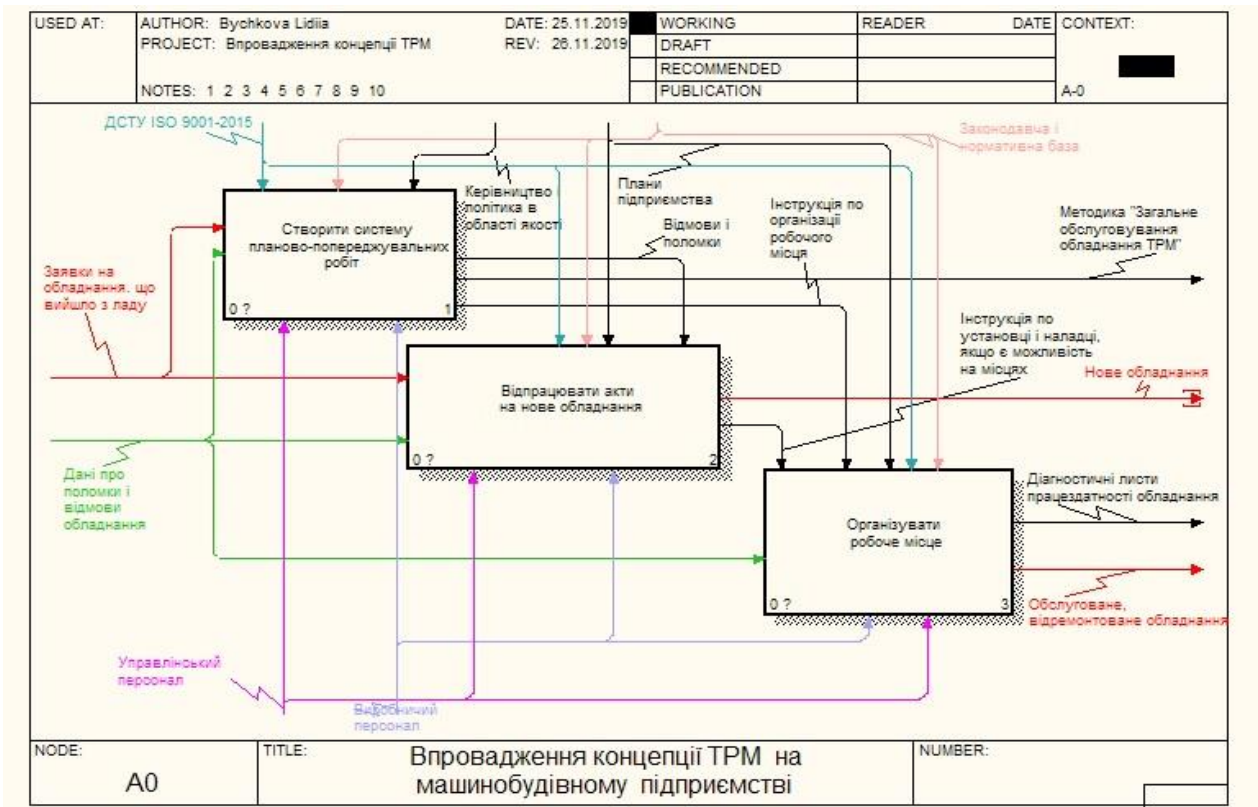 USED AT:
AUTHOR: Bychkova Lidiia
DATE: 25.11.2019
PROJECT: Впровадження концепції ТРМ
REV: 26.11.2019
NOTES: 1 2 3 4 5 6 7 8 9 10
WORKING
DRAFT
RECOMMENDED
PUBLICATION
READER
DATE
CONTEXT:
A-0
ДСТУ ISO 9001-2015
Законодавча і
нормативна база
Керівництво і
політика в
області якості
Плани
підприємства
Відмови і
поломки
Інструкція по
організації
робочого
місця
Методика "Загальне
обслуговування
обладнання ТРМ"
Створити систему
планово-попереджувальних
робіт
0 ?
1
Заявки на
обладнання, що
вийшло з ладу
Інструкція по
установці і наладці,
якщо є можливість
на місцях
Нове обладнання
Відпрацювати акти
на нове обладнання
0 ?
2
Дані про
поломки і
відмови
обладнання
Діагностичні листи
працездатності обладнання
Організувати
робоче місце
0 ?
3
Обслуговане,
відремонтоване обладнання
Управлінський
персонал
персонал
NODE:
A0
TITLE:
Впровадження концепції ТРМ на
машинобудівному підприємстві
NUMBER: